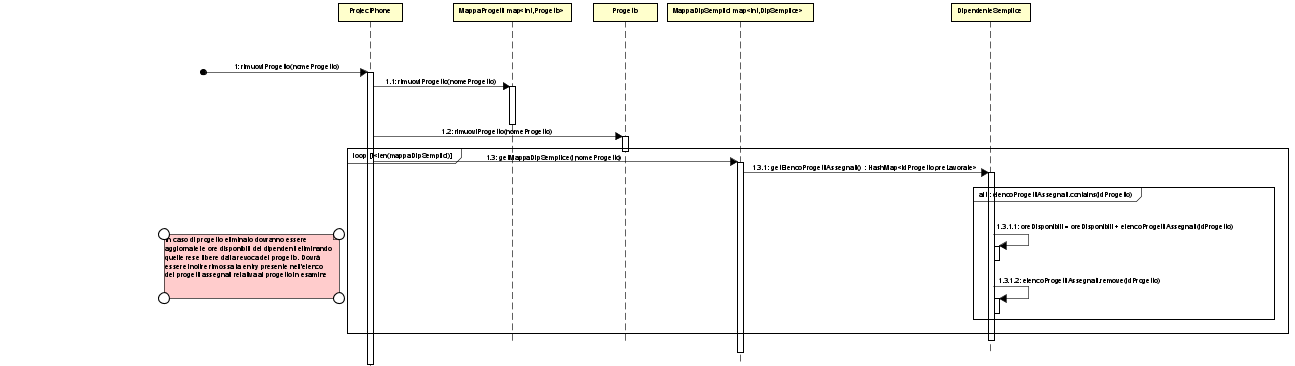 ProjectPhone
MappaProgetti map<int,Progetto>
Progetto
MappaDipSemplici map<int,DipSemplice>
DipendenteSemplice
1: rimuoviProgetto(nomeProgetto)
1.1: rimuoviProgetto(nomeProgetto)
1.2: rimuoviProgetto(nomeProgetto)
loop [i<len(mappaDipSemplici)]
1.3: getMappaDipSemplice(nomeProgetto)
1.3.1: getElencoProgettiAssegnati() : HashMap<idProgetto,oreLavorate>
alt elencoProgettiAssegnati.contains(idProgetto)
1.3.1.1: oreDisponibili = oreDisponibili + elencoProgettiAssegnati(idProgetto)
1.3.1.2: elencoProgettiAssegnati.remove(idProgetto)
In caso di progetto eliminato dovranno essere
aggiornate le ore disponibili dei dipendenti eliminando
quelle rese libere dalla revoca del progetto. Dovrà
essere inoltre rimossa la entry presente nell'elenco
dei progetti assegnati relativa al progetto in esame